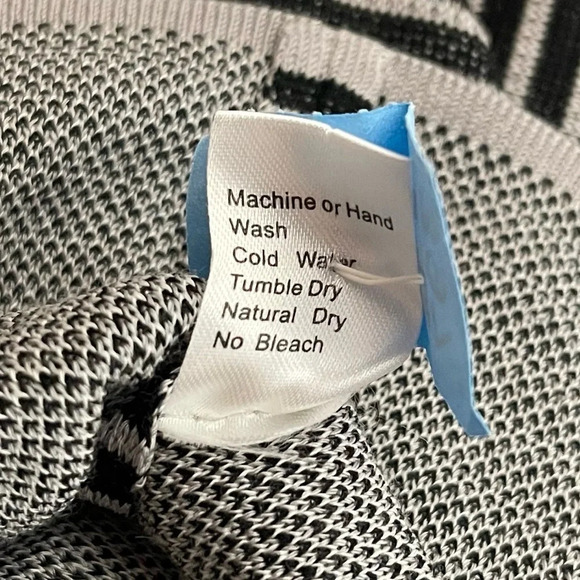 Machine or Hand
Wash
Cold Water
Tumble Dry
Natural Dry
No Bleach